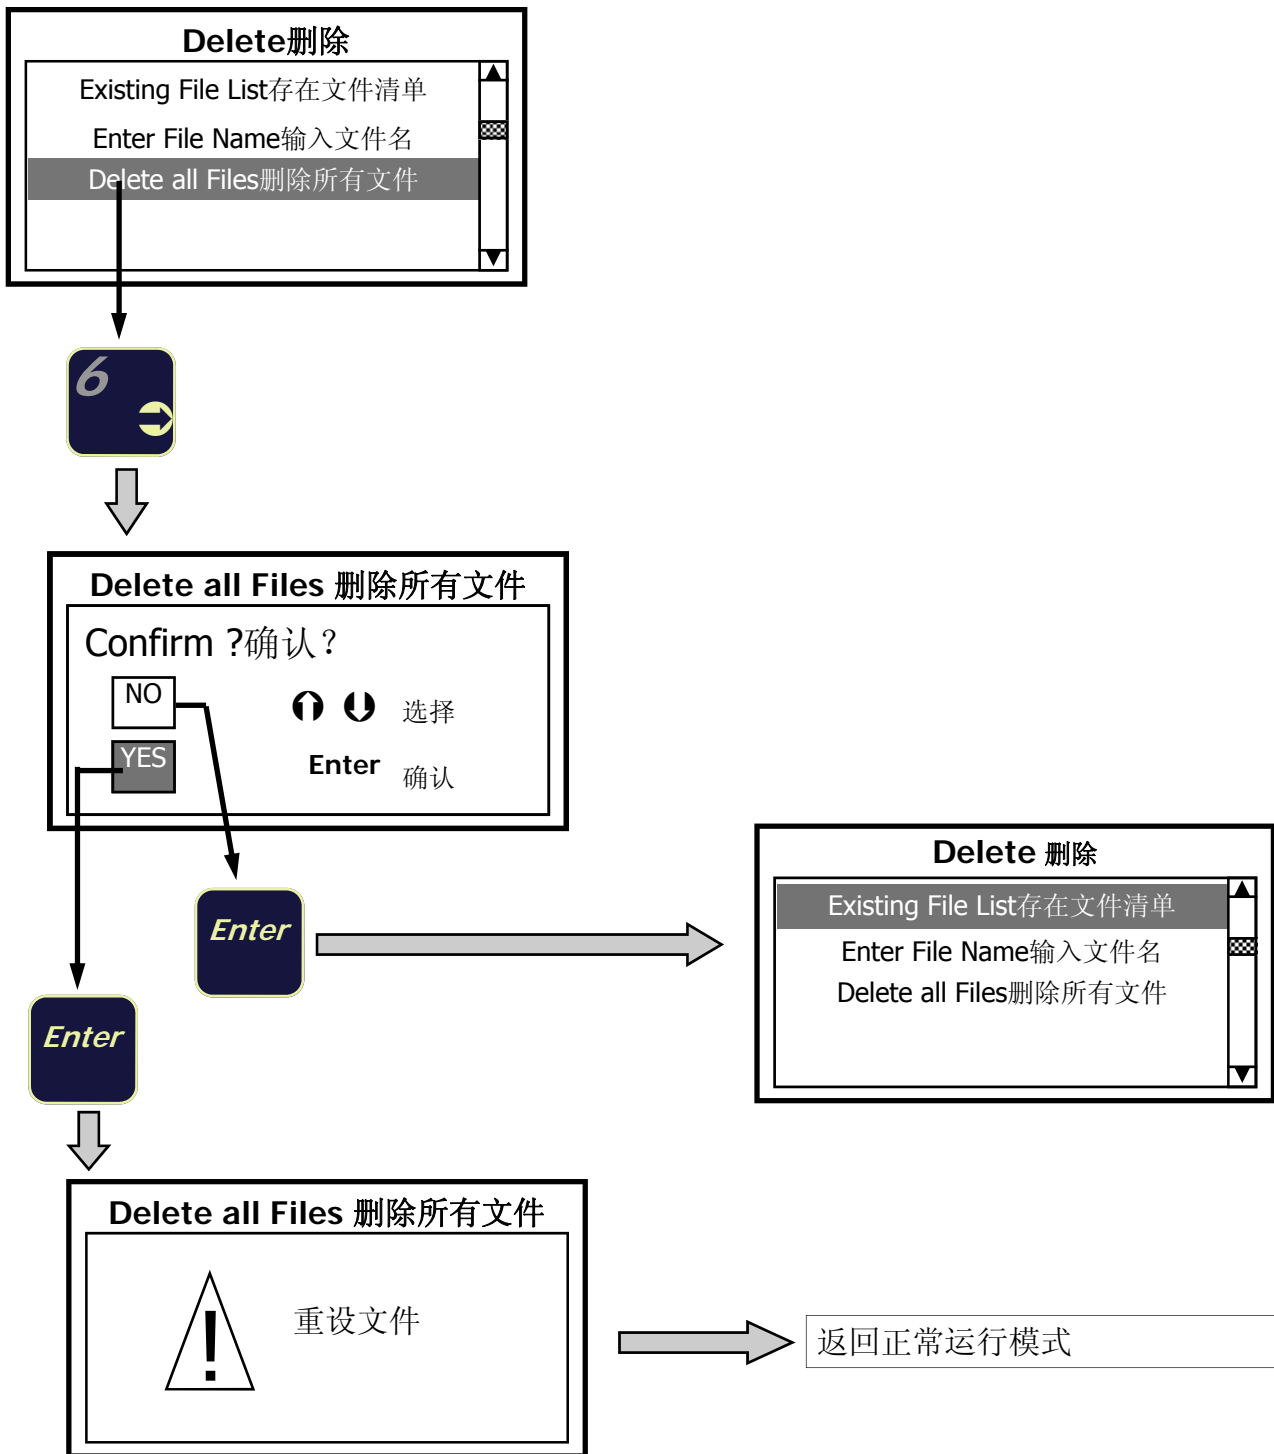 Delete删除
Existing File List存在文件清单
Enter File Name输入文件名
Delete all Files删除所有文件
6
Delete all Files 删除所有文件
Confirm ?确认?
NO
选择
YES
Enter 确认
Enter
Delete 删除
Existing File List存在文件清单
Enter File Name输入文件名
Delete all Files删除所有文件
Enter
Delete all Files 删除所有文件
!
重设文件
返回正常运行模式